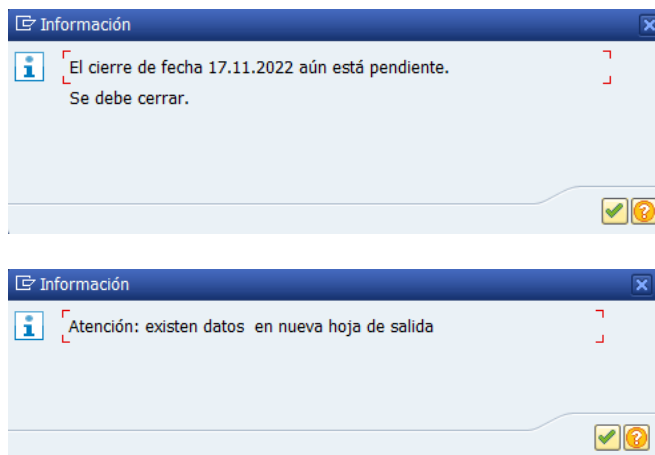 Información
El cierre de fecha 17.11.2022 aún está pendiente.
Se debe cerrar.
Información
Atención: existen datos  en nueva hoja de salida